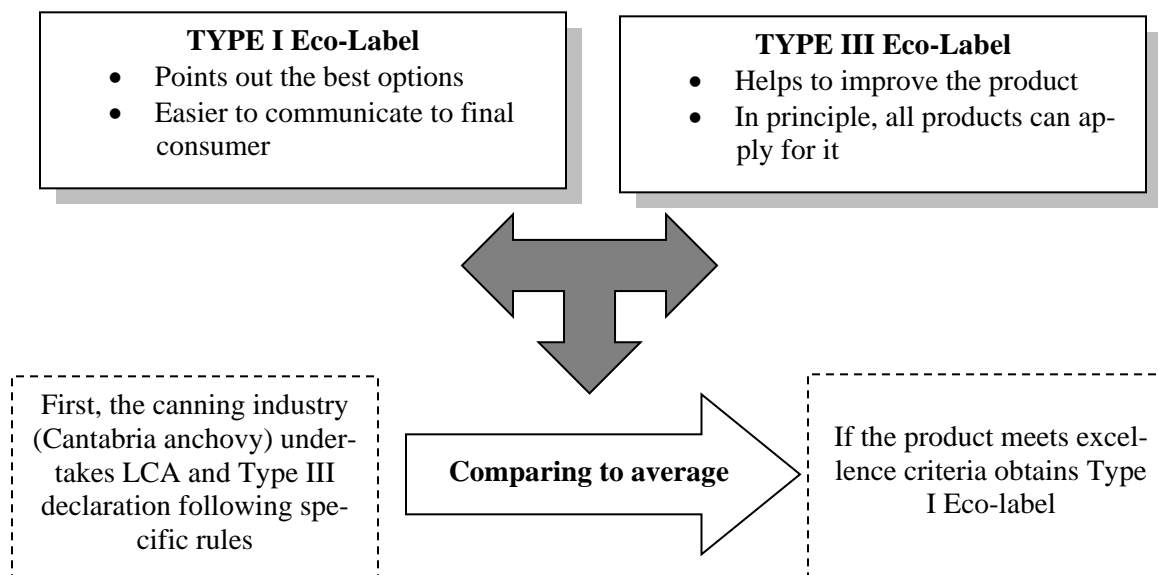 TYPE I Eco-Label
• Points out the best options
• Easier to communicate to final
consumer
TYPE III Eco-Label
• Helps to improve the product
• In principle, all products can ap-
ply for it
First, the canning industry
(Cantabria anchovy) under-
takes LCA and Type III
declaration following spe-
cific rules
Comparing to average
If the product meets excel-
lence criteria obtains Type
I Eco-label